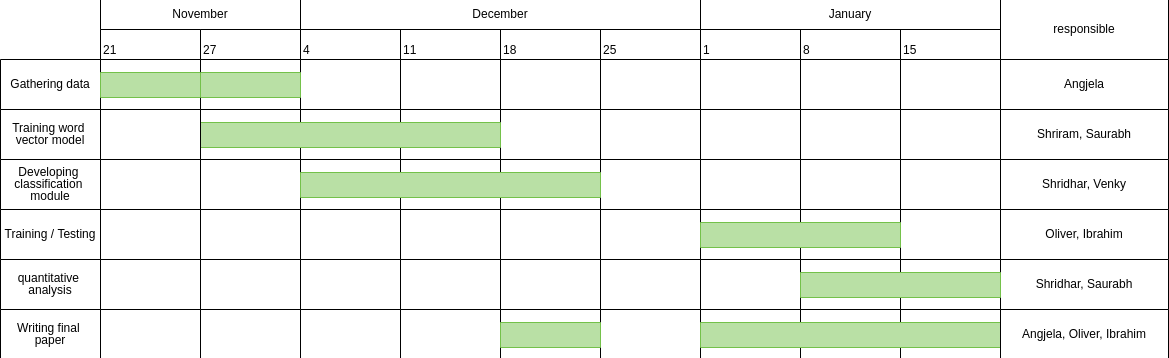 November December January responsible
21 27 4 11 18 25 1 8 15
Gathering data Angjela
Training word
vector model Shriram, Saurabh
Developing
classification
module Shridhar, Venky
Training / Testing Oliver, Ibrahim
quantitative
analysis Shridhar, Saurabh
Writing final
paper Angjela, Oliver, Ibrahim